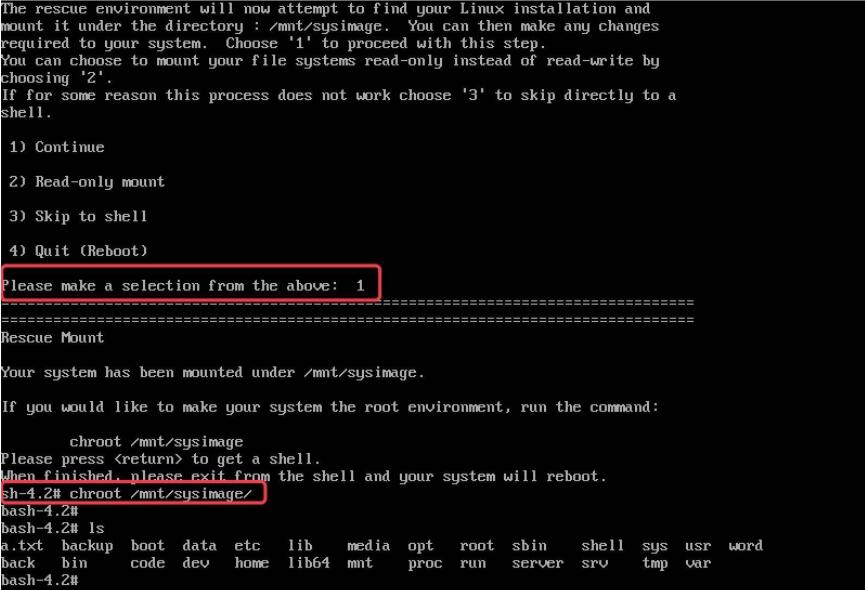 The rescue environment will now attempt to find your Linux installation and
mount it under the directory : /mnt/sysimage.  You can then make any changes
required to your system.  Choose '1' to proceed with this step.
You can choose to mount your file systems read-only instead of read-write by
choosing '2'.
If for some reason this process does not work choose '3' to skip directly to a
shell.
1) Continue
2) Read-only mount
3) Skip to shell
4) Quit (Reboot)
Please make a selection from the above:  1
================================================================================
================================================================================
Rescue Mount
Your system has been mounted under /mnt/sysimage.
If you would like to make your system the root environment, run the command:
chroot /mnt/sysimage
Please press <return> to get a shell.
When finished, please exit from the shell and your system will reboot.
sh-4.2# chroot /mnt/sysimage/
bash-4.2#
bash-4.2# ls
a.txt  backup  boot  data  etc   lib    media  opt   root  sbin    shell  sys  usr  word
back   bin     code  dev   home  lib64  mnt    proc  run   server  srv    tmp  var
bash-4.2#